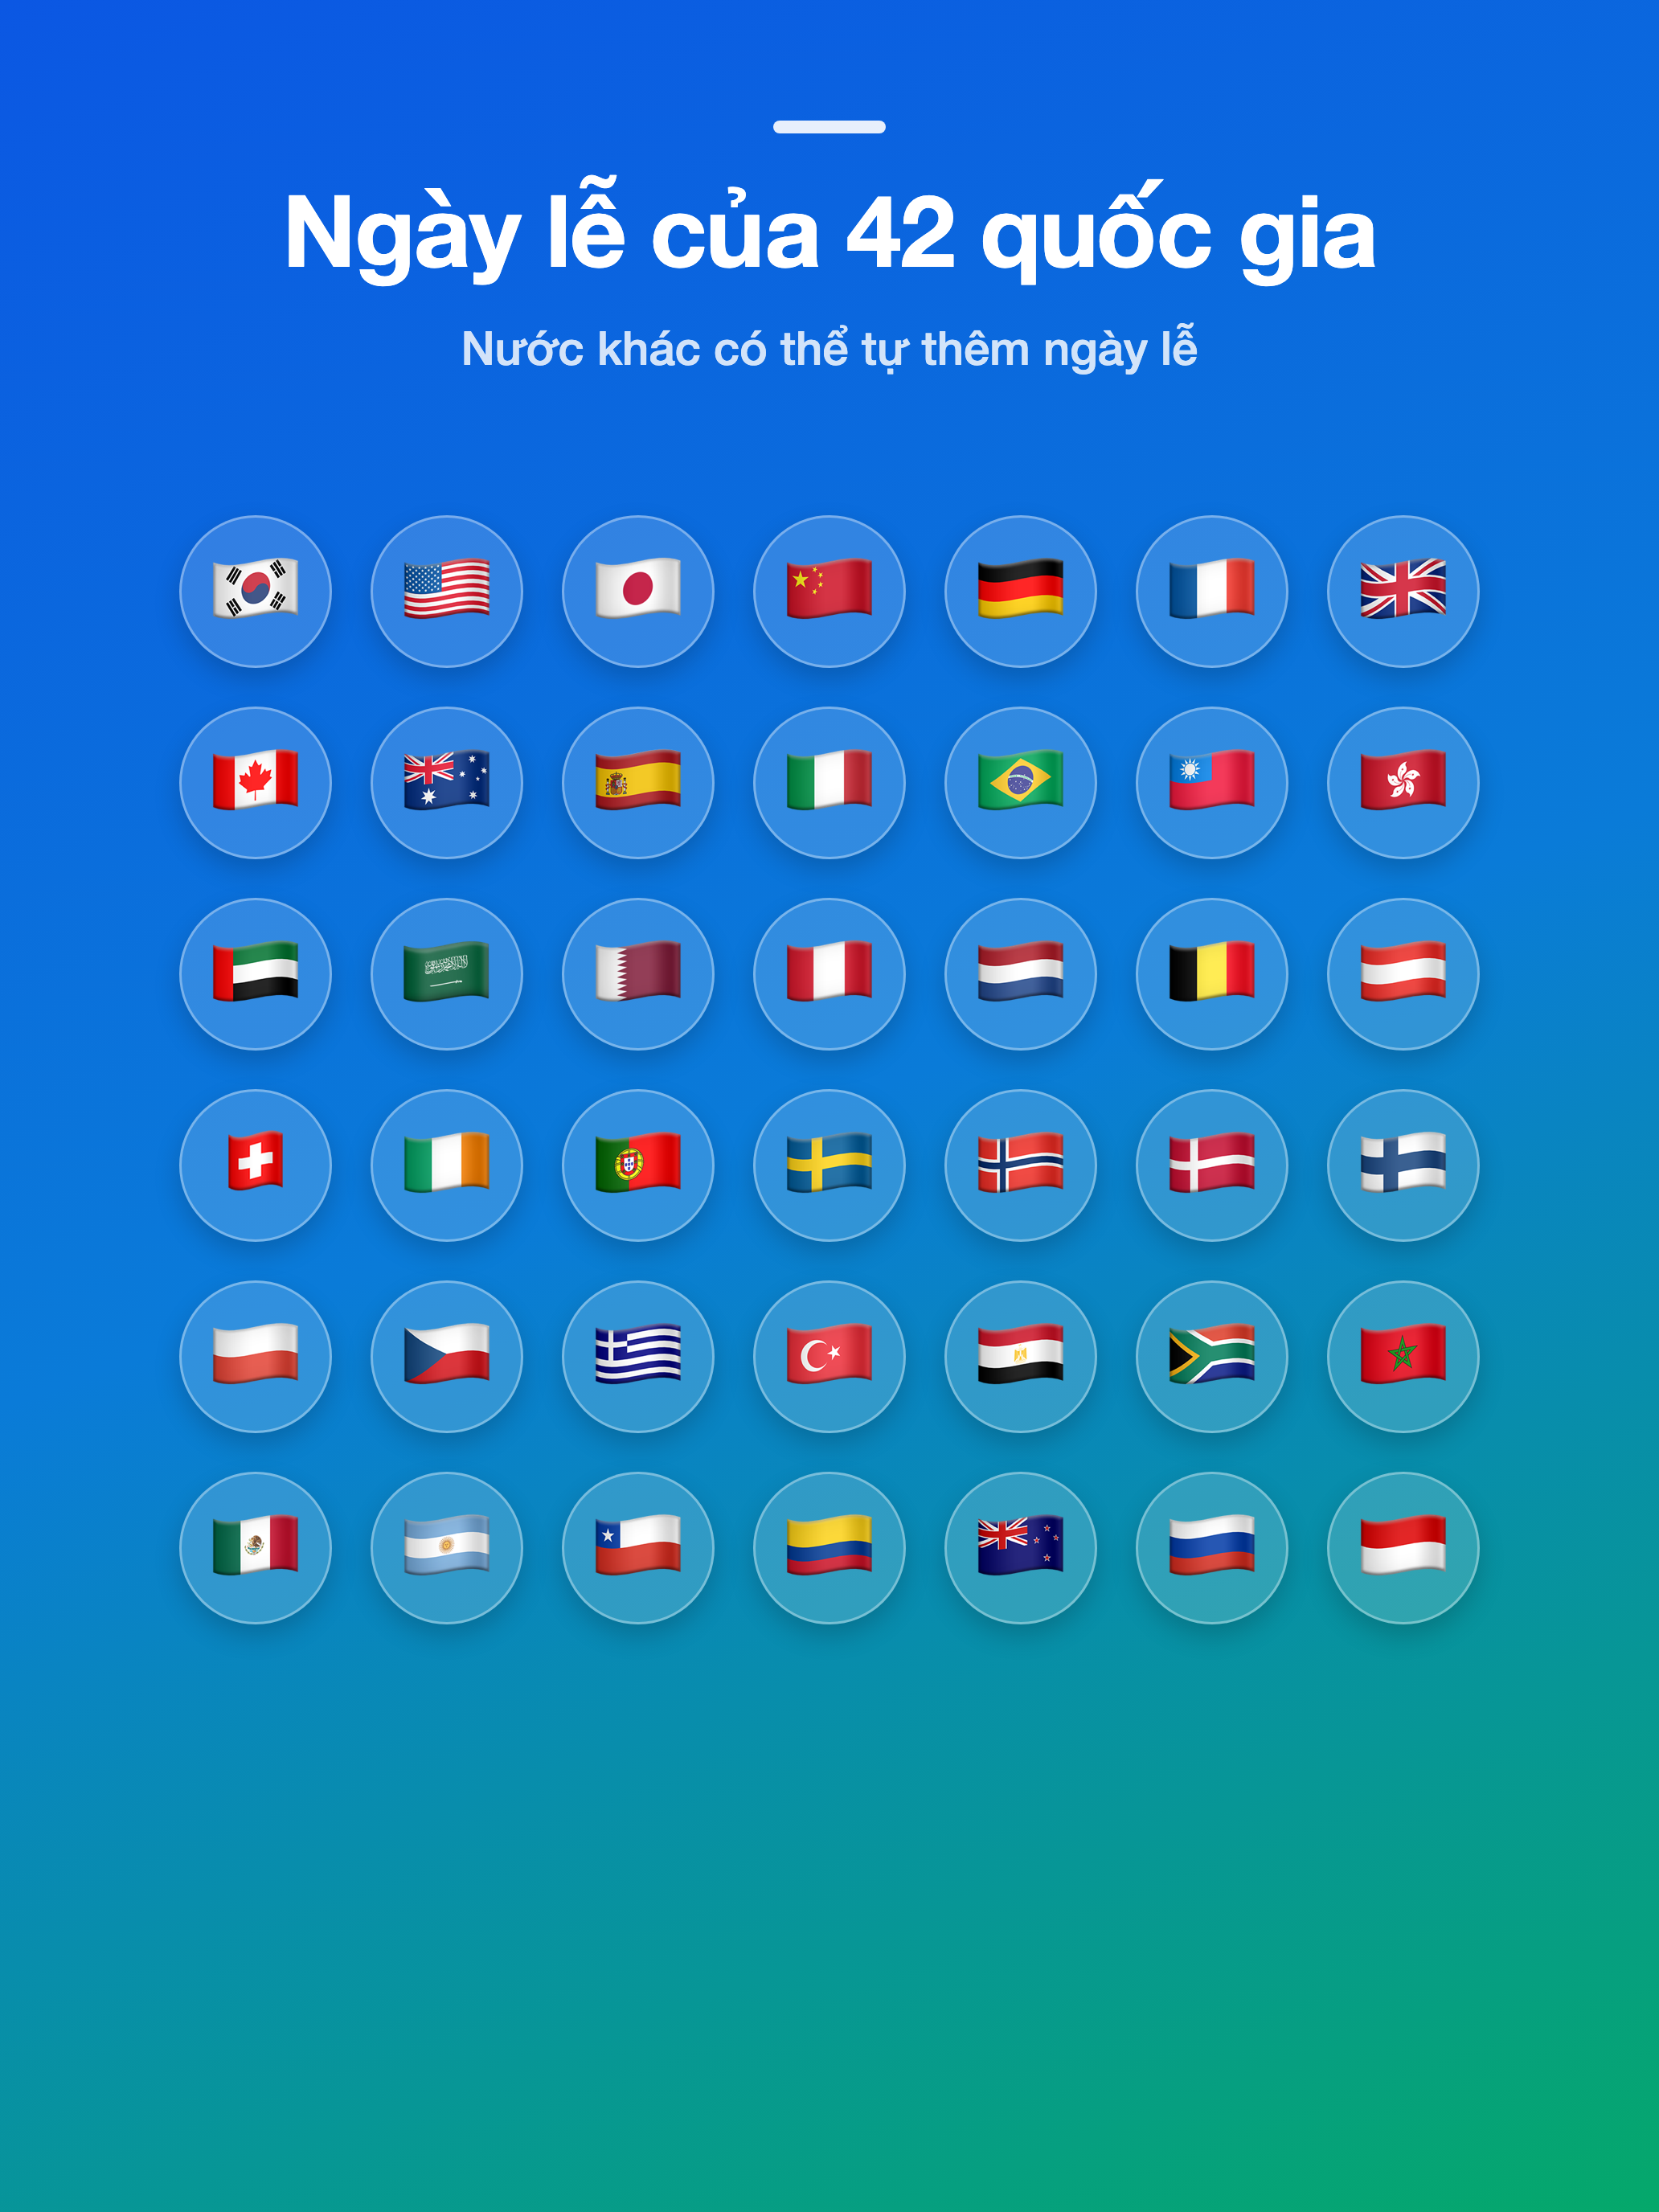 Ngày lễ của 42 quốc gia
Nước khác có thể tự thêm ngày lễ